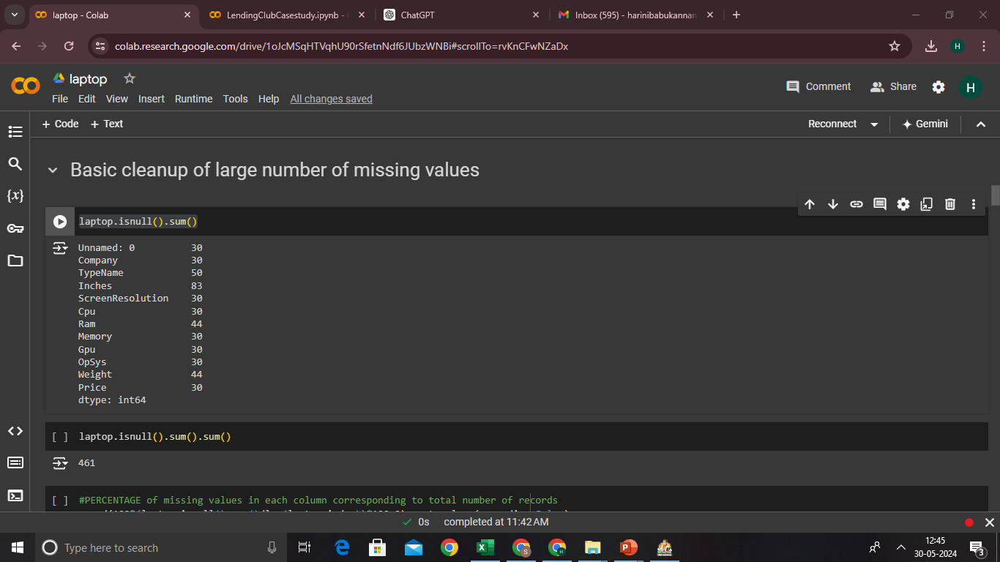 laptop - Colab
LendingClubCasestudy.ipynb -
ChatGPT
Inbox (595) - harinibabukannan
colab.research.google.com/drive/1oJcMSqHTVqhU90rSfetnNdf6JUbzWNBi#scrollTo=rvKnCFwNZaDx
H
laptop
File Edit View Insert Runtime Tools Help All changes saved
Comment Share H
+ Code + Text
Reconnect Gemini
Basic cleanup of large number of missing values
laptop.isnull().sum()
Unnamed: 0 30
Company 30
TypeName 50
Inches 83
ScreenResolution 30
Cpu 30
Ram 44
Memory 30
Gpu 30
OpSys 30
Weight 44
Price 30
dtype: int64
[ ] laptop.isnull().sum().sum()
461
[ ] #PERCENTAGE of missing values in each column corresponding to total number of records
0s completed at 11:42 AM
Type here to search
12:45
30-05-2024
3